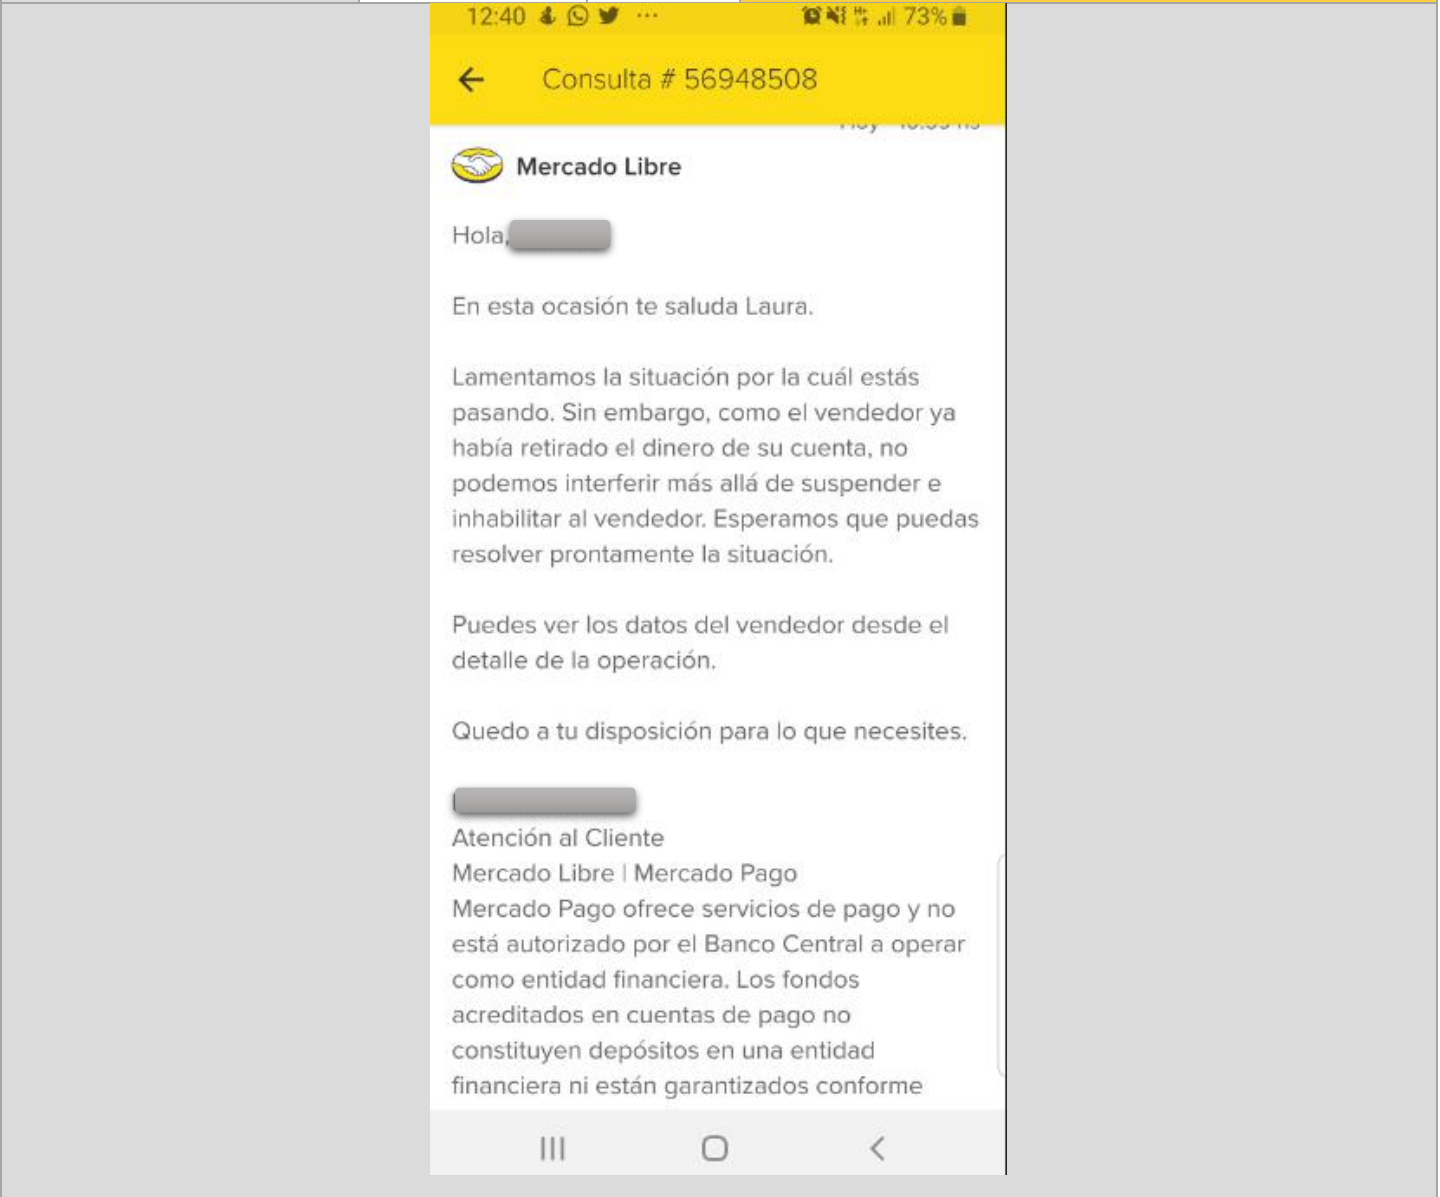 12:40 ... 73%
Consulta # 56948508
Mercado Libre
Hola,
En esta ocasión te saluda Laura.
Lamentamos la situación por la cuál estás
pasando. Sin embargo, como el vendedor ya
había retirado el dinero de su cuenta, no
podemos interferir más allá de suspender e
inhabilitar al vendedor. Esperamos que puedas
resolver prontamente la situación.
Puedes ver los datos del vendedor desde el
detalle de la operación.
Quedo a tu disposición para lo que necesites.
Atención al Cliente
Mercado Libre | Mercado Pago
Mercado Pago ofrece servicios de pago y no
está autorizado por el Banco Central a operar
como entidad financiera. Los fondos
acreditados en cuentas de pago no
constituyen depósitos en una entidad
financiera ni están garantizados conforme